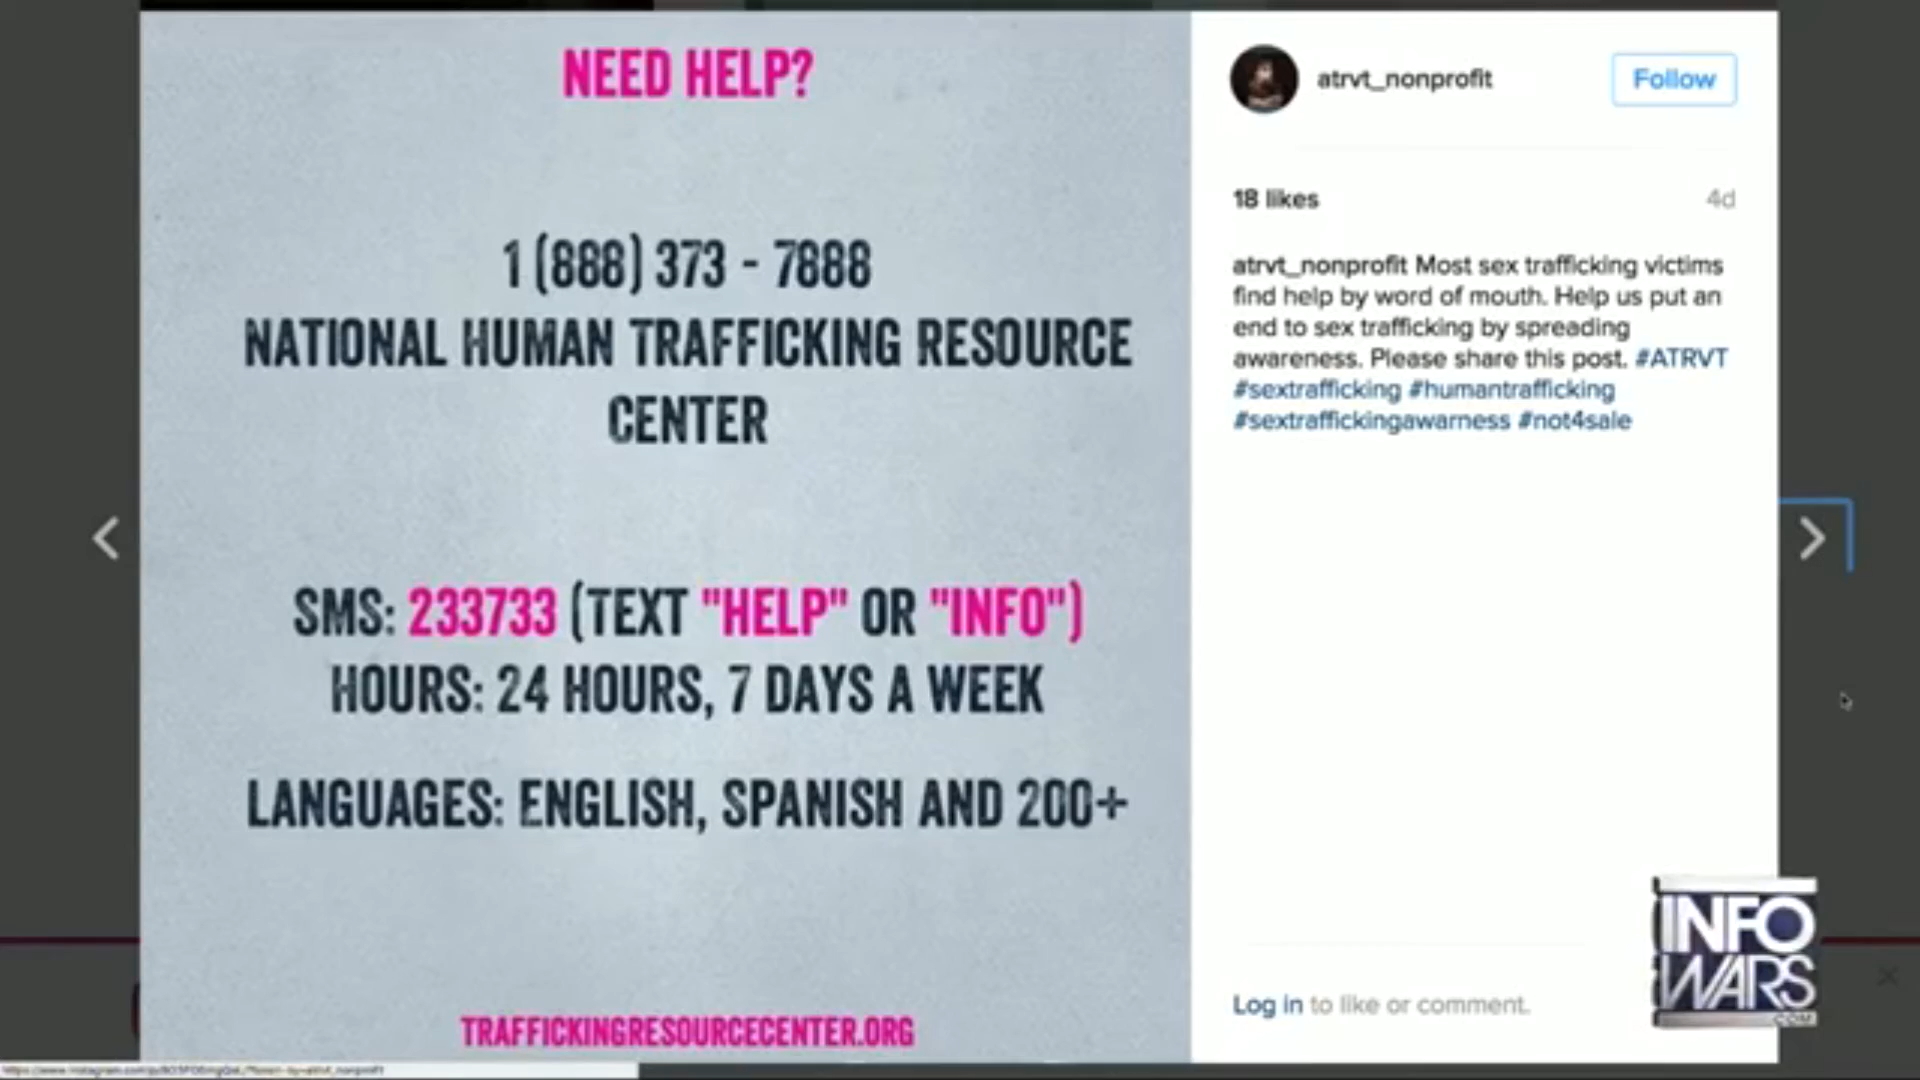 NEED HELP?
1 (888) 373 - 7888
NATIONAL HUMAN TRAFFICKING RESOURCE
CENTER
SMS: 233733 (TEXT "HELP" OR "INFO")
HOURS: 24 HOURS, 7 DAYS A WEEK
LANGUAGES: ENGLISH, SPANISH AND 200+
TRAFFICKINGRESOURCECENTER.ORG
atrvt_nonprofit
Follow
18 likes
4d
atrvt_nonprofit Most sex trafficking victims
find help by word of mouth. Help us put an
end to sex trafficking by spreading
awareness. Please share this post. #ATRVT
#sextrafficking #humantrafficking
#sextraffickingawarness #not4sale
Log in to like or comment.
INFO
WARS
.COM